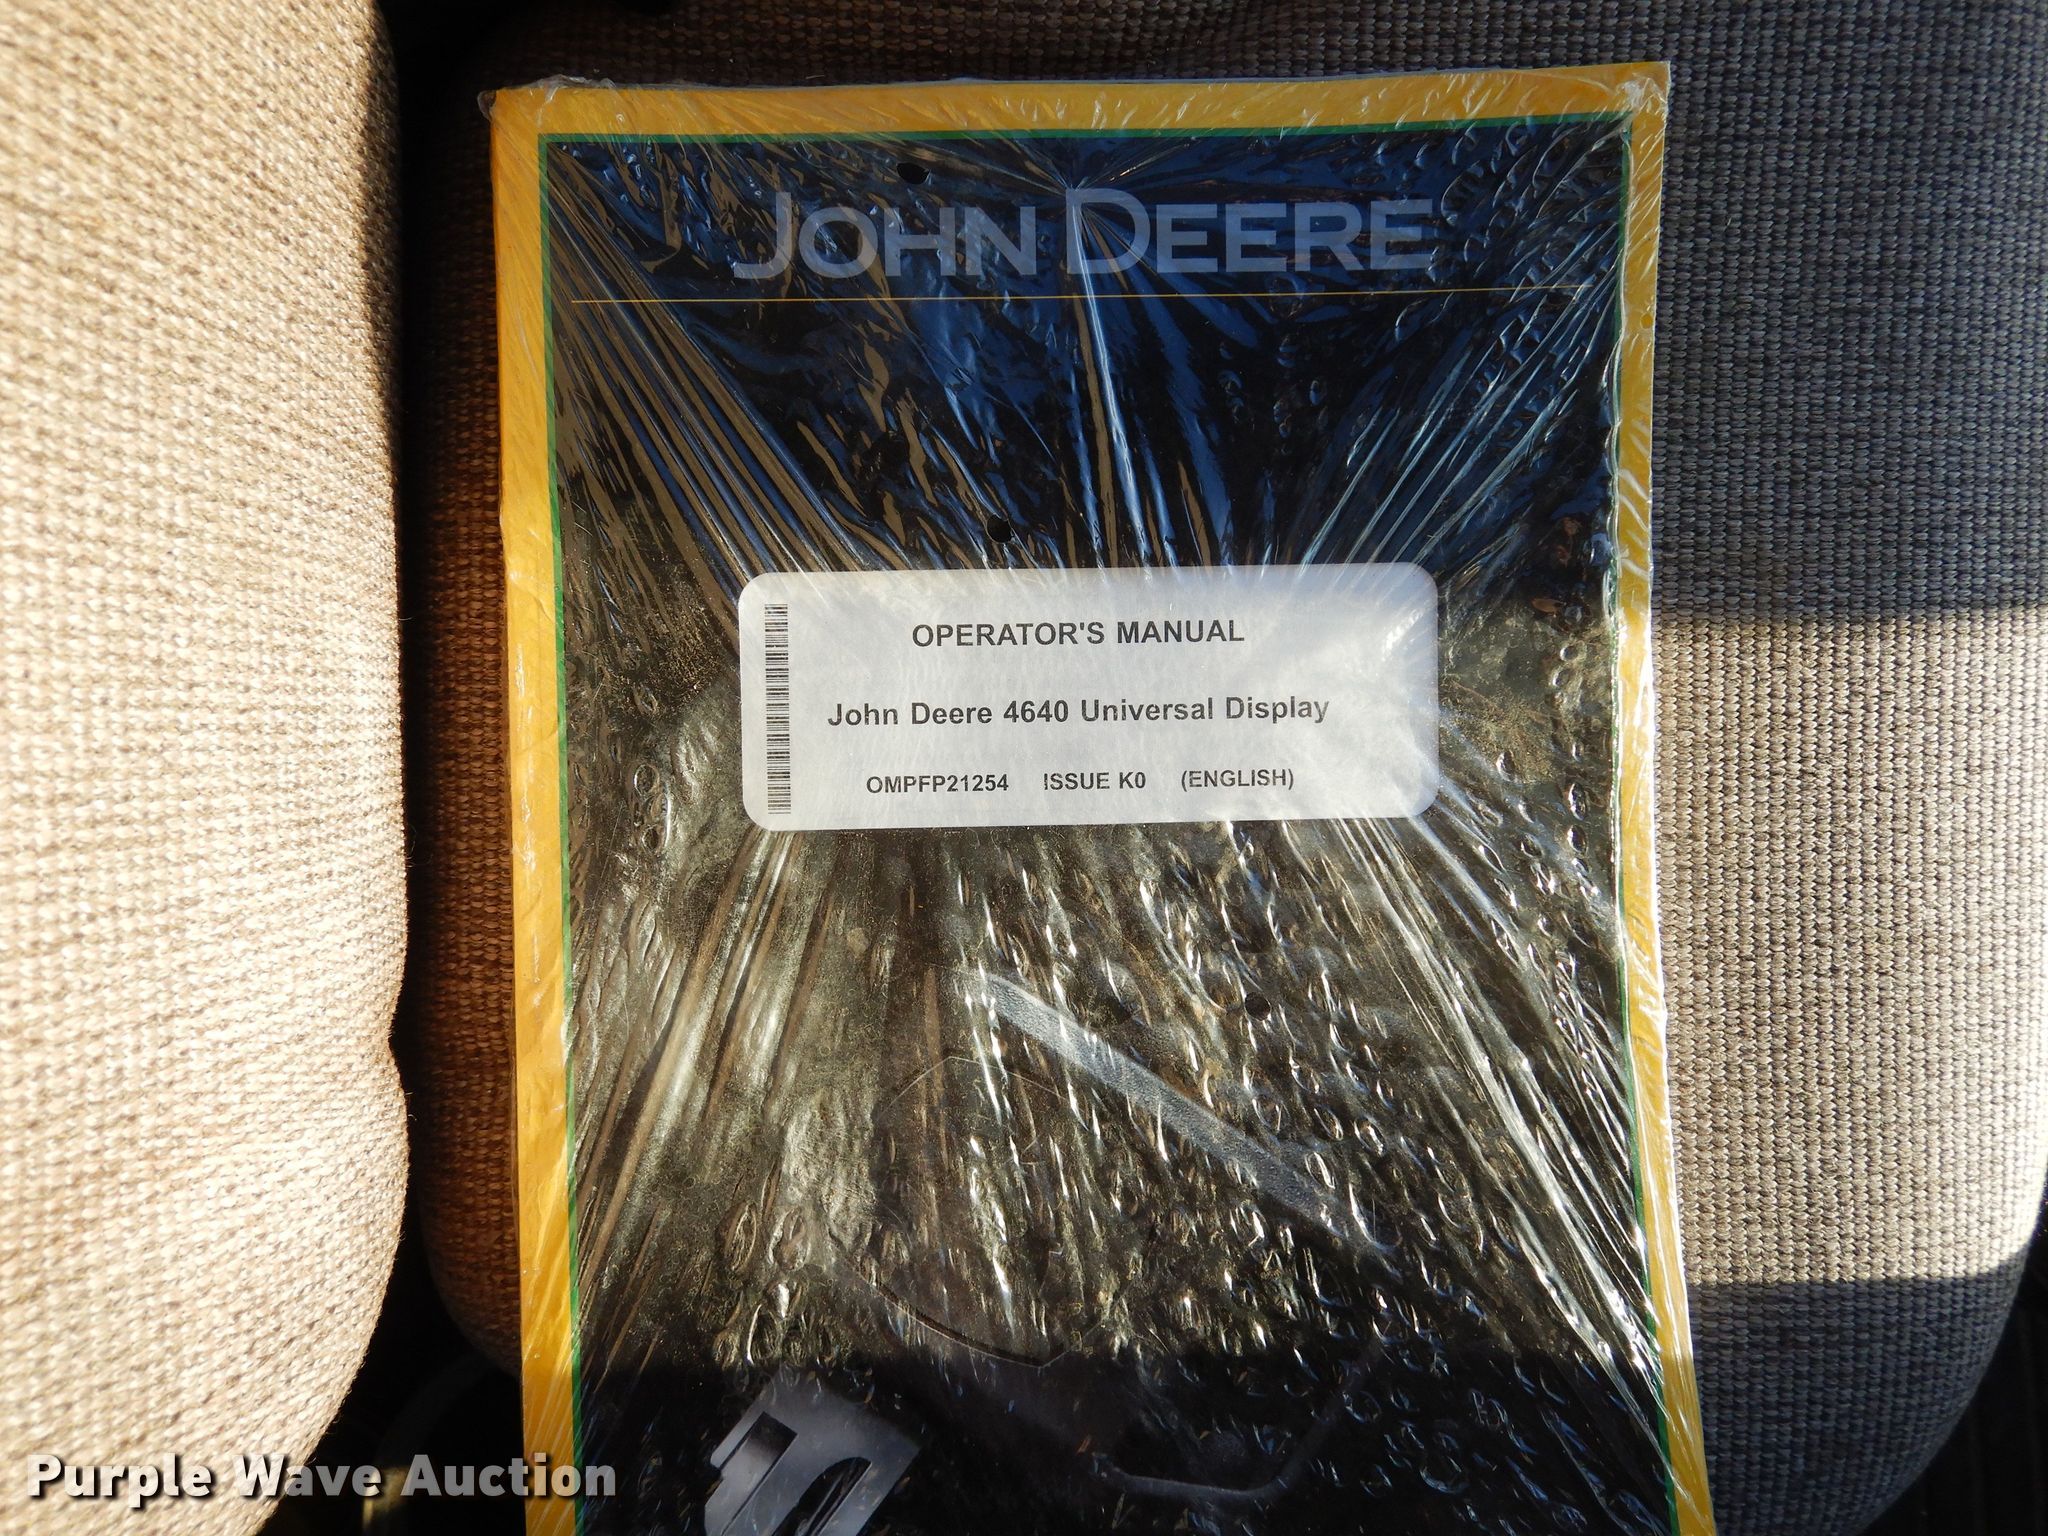 JOHN DEERE
OPERATOR'S MANUAL
John Deere 4640 Universal Display
OMPFP21254 ISSUE K0 (ENGLISH)
Purple Wave Auction